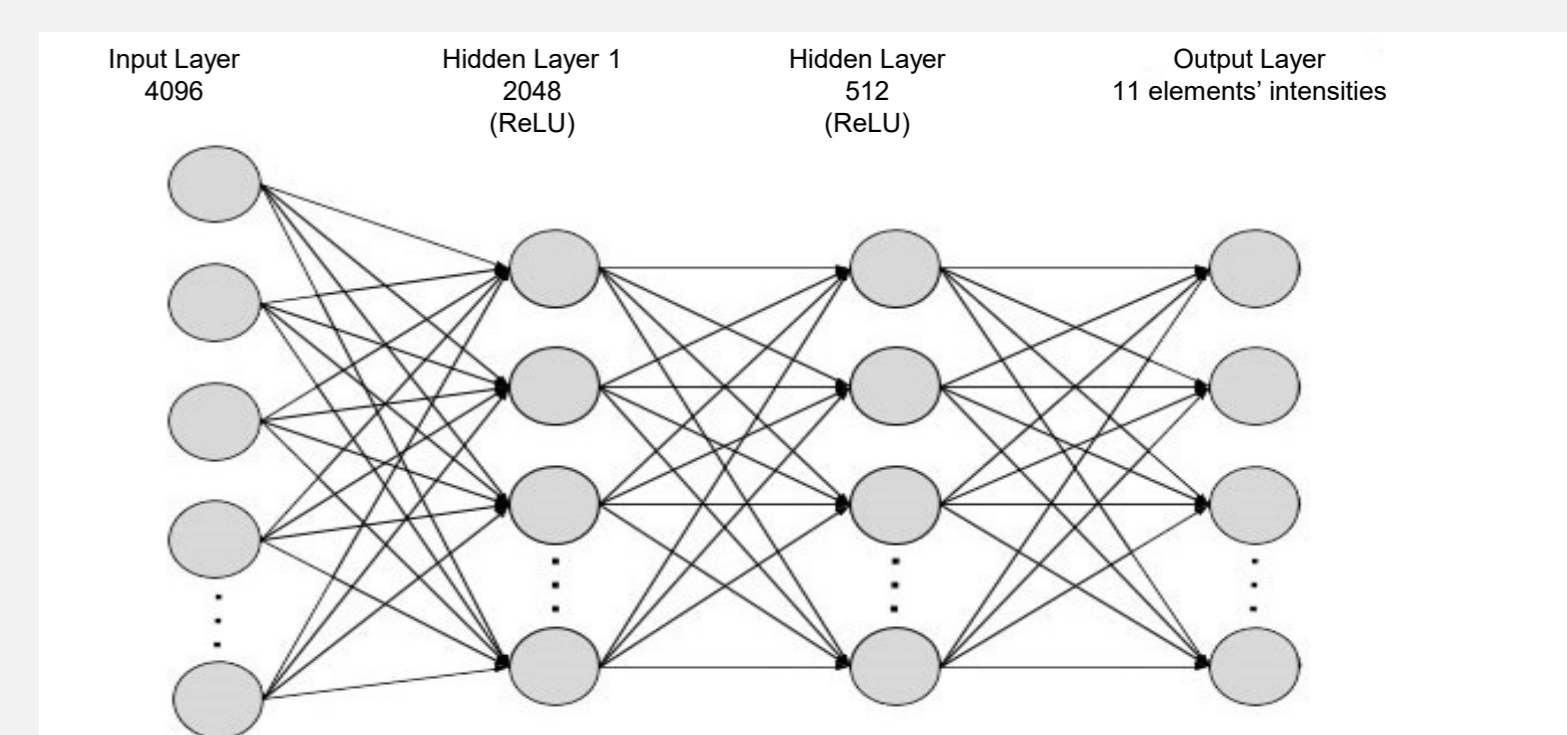 Input Layer
4096
Hidden Layer 1
2048
(ReLU)
Hidden Layer
512
(ReLU)
Output Layer
11 elements’ intensities